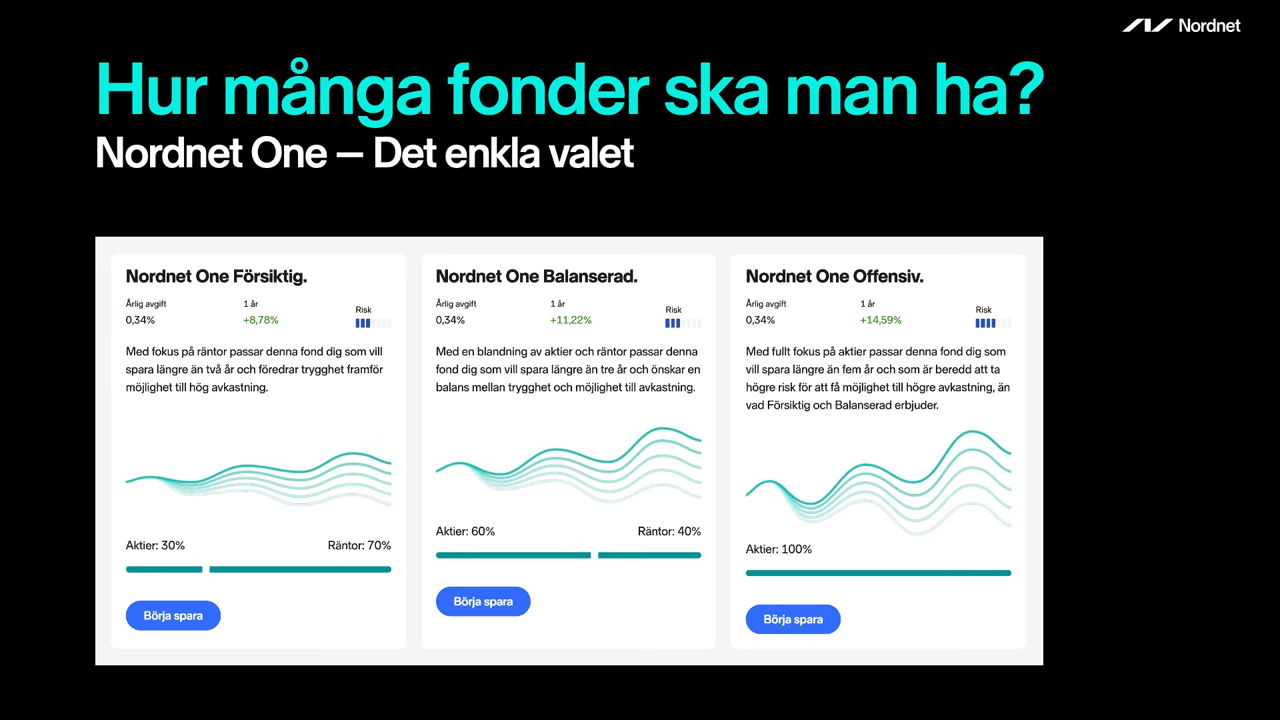 Nordnet
Hur många fonder ska man ha?
Nordnet One – Det enkla valet
Nordnet One Försiktig.
Årlig avgift
1 år
Risk
0,34%
+8,78%
Med fokus på räntor passar denna fond dig som vill
spara längre än två år och föredrar trygghet framför
möjlighet till hög avkastning.
Aktier: 30%
Räntor: 70%
Börja spara
Nordnet One Balanserad.
Årlig avgift
1 år
Risk
0,34%
+11,22%
Med en blandning av aktier och räntor passar denna
fond dig som vill spara längre än tre år och önskar en
balans mellan trygghet och möjlighet till avkastning.
Aktier: 60%
Räntor: 40%
Börja spara
Nordnet One Offensiv.
Årlig avgift
1 år
Risk
0,34%
+14,59%
Med fullt fokus på aktier passar denna fond dig som
vill spara längre än fem år och som är beredd att ta
högre risk för att få möjlighet till högre avkastning, än
vad Försiktig och Balanserad erbjuder.
Aktier: 100%
Börja spara